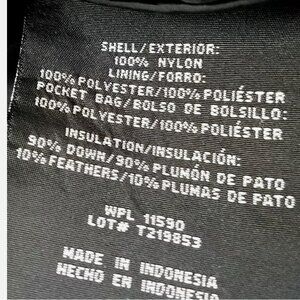 SHELL/EXTERIOR:
100% NYLON
LINING/FORRO:
100% POLYESTER/100% POLIÉSTER
POCKET BAG/BOLSO DE BOLSILLO:
100% POLYESTER/100% POLIÉSTER
INSULATION/INSULACIÓN:
90% DOWN/90% PLUMÓN DE PATO
10% FEATHERS/10% PLUMAS DE PATO
WPL 11590
LOT# T219853
MADE IN INDONESIA
HECHO EN INDONESIA